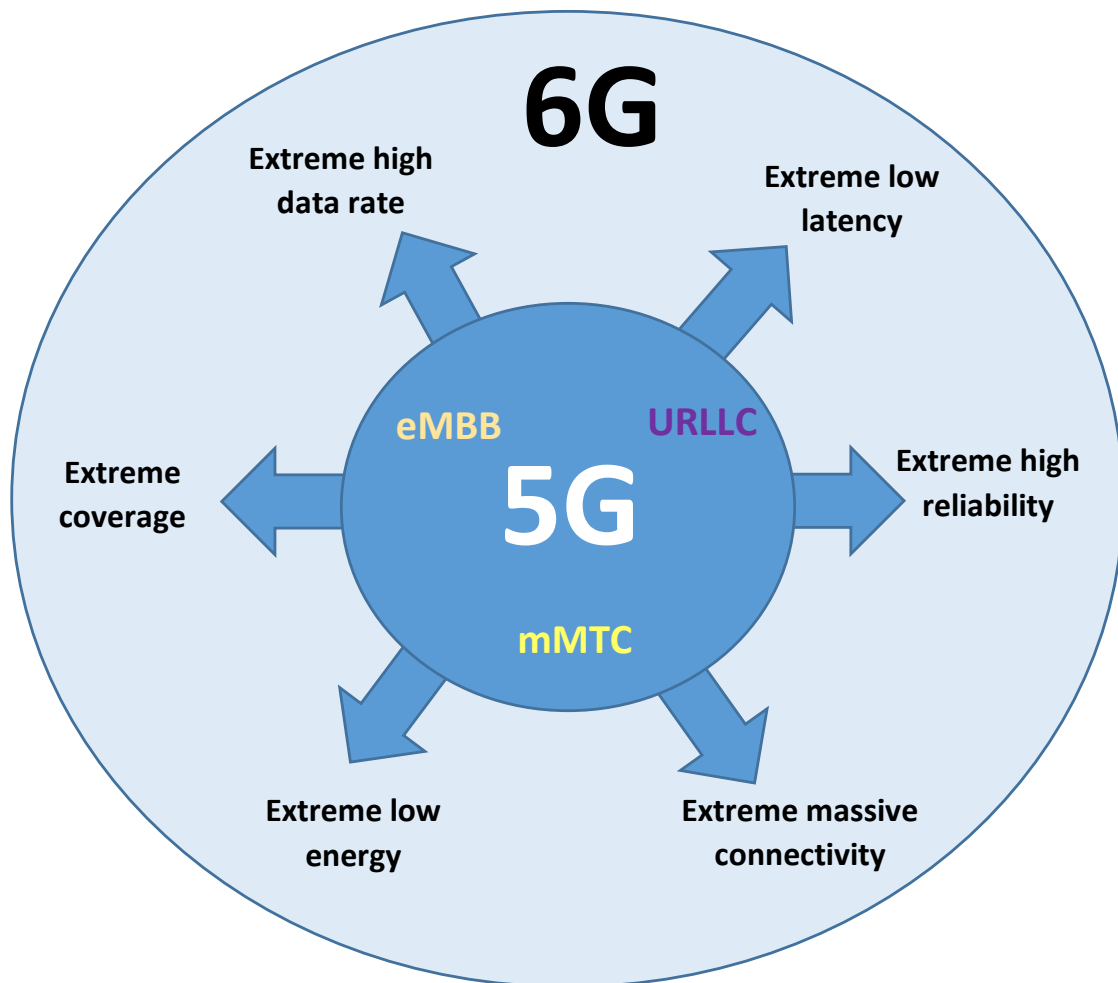 6G
Extreme high
data rate
Extreme low
latency
eMBB
URLLC
5G
mMTC
Extreme
coverage
Extreme high
reliability
Extreme low
energy
Extreme massive
connectivity